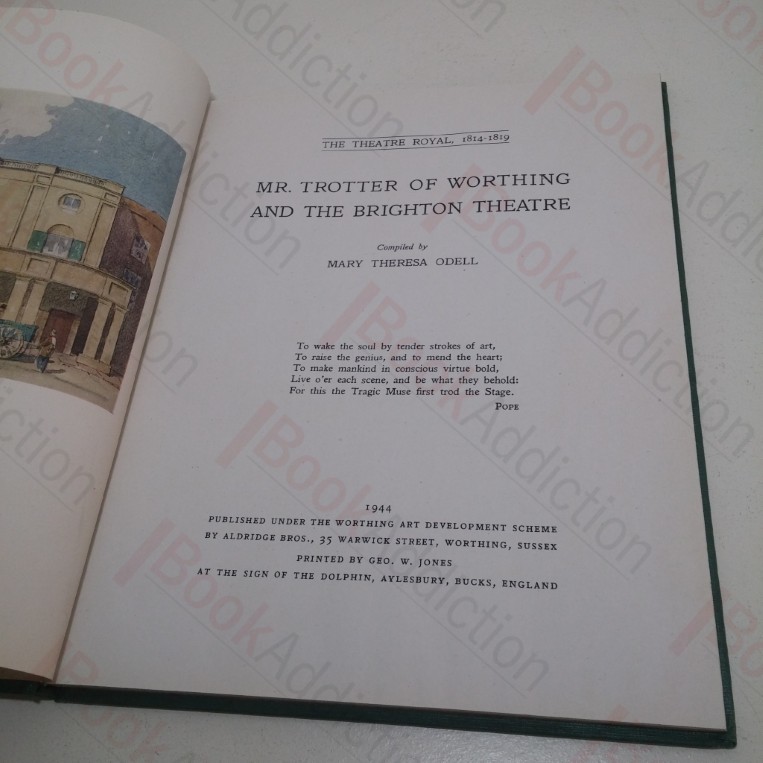 THE THEATRE ROYAL, 1814-1819
MR. TROTTER OF WORTHING
AND THE BRIGHTON THEATRE
Compiled by
MARY THERESA ODELL
To wake the soul by tender strokes of art,
To raise the genius, and to mend the heart;
To make mankind in conscious virtue bold,
Live o'er each scene, and be what they behold:
For this the Tragic Muse first trod the Stage.
POPE
1944
PUBLISHED UNDER THE WORTHING ART DEVELOPMENT SCHEME
BY ALDRIDGE BROS., 35 WARWICK STREET, WORTHING, SUSSEX
PRINTED BY GEO. W. JONES
AT THE SIGN OF THE DOLPHIN, AYLESBURY, BUCKS, ENGLAND
BookAddiction